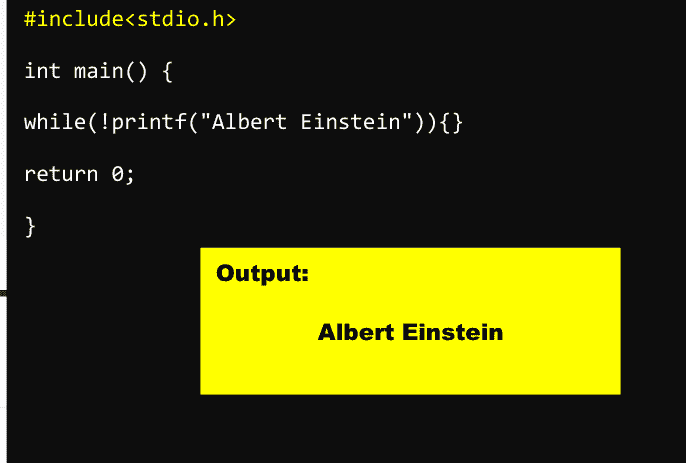 #include<stdio.h>
int main() {
while(!printf("Albert Einstein")){}
return 0;
}
Output:
Albert Einstein